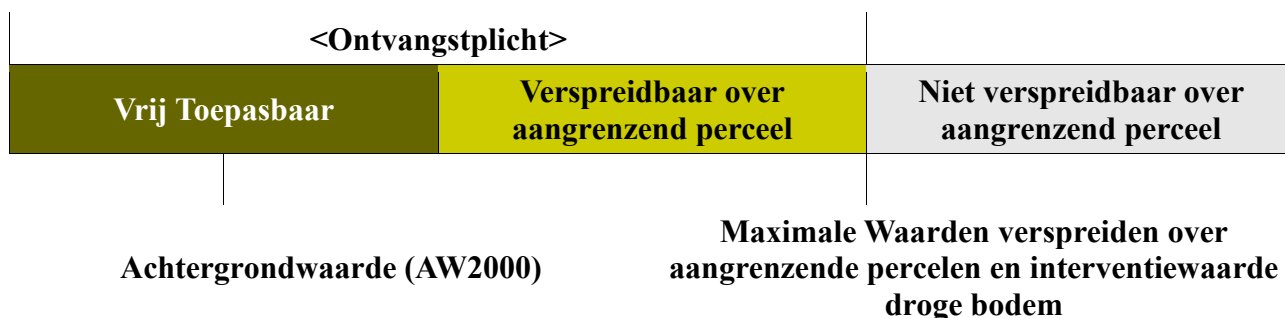 <Ontvangstplicht>
Vrij Toepasbaar
Verspreidbaar over
aangrenzend perceel
Niet verspreidbaar over
aangrenzend perceel
Achtergrondwaarde (AW2000)
Maximale Waarden verspreiden over
aangrenzende percelen en interventiewaarde
droge bodem